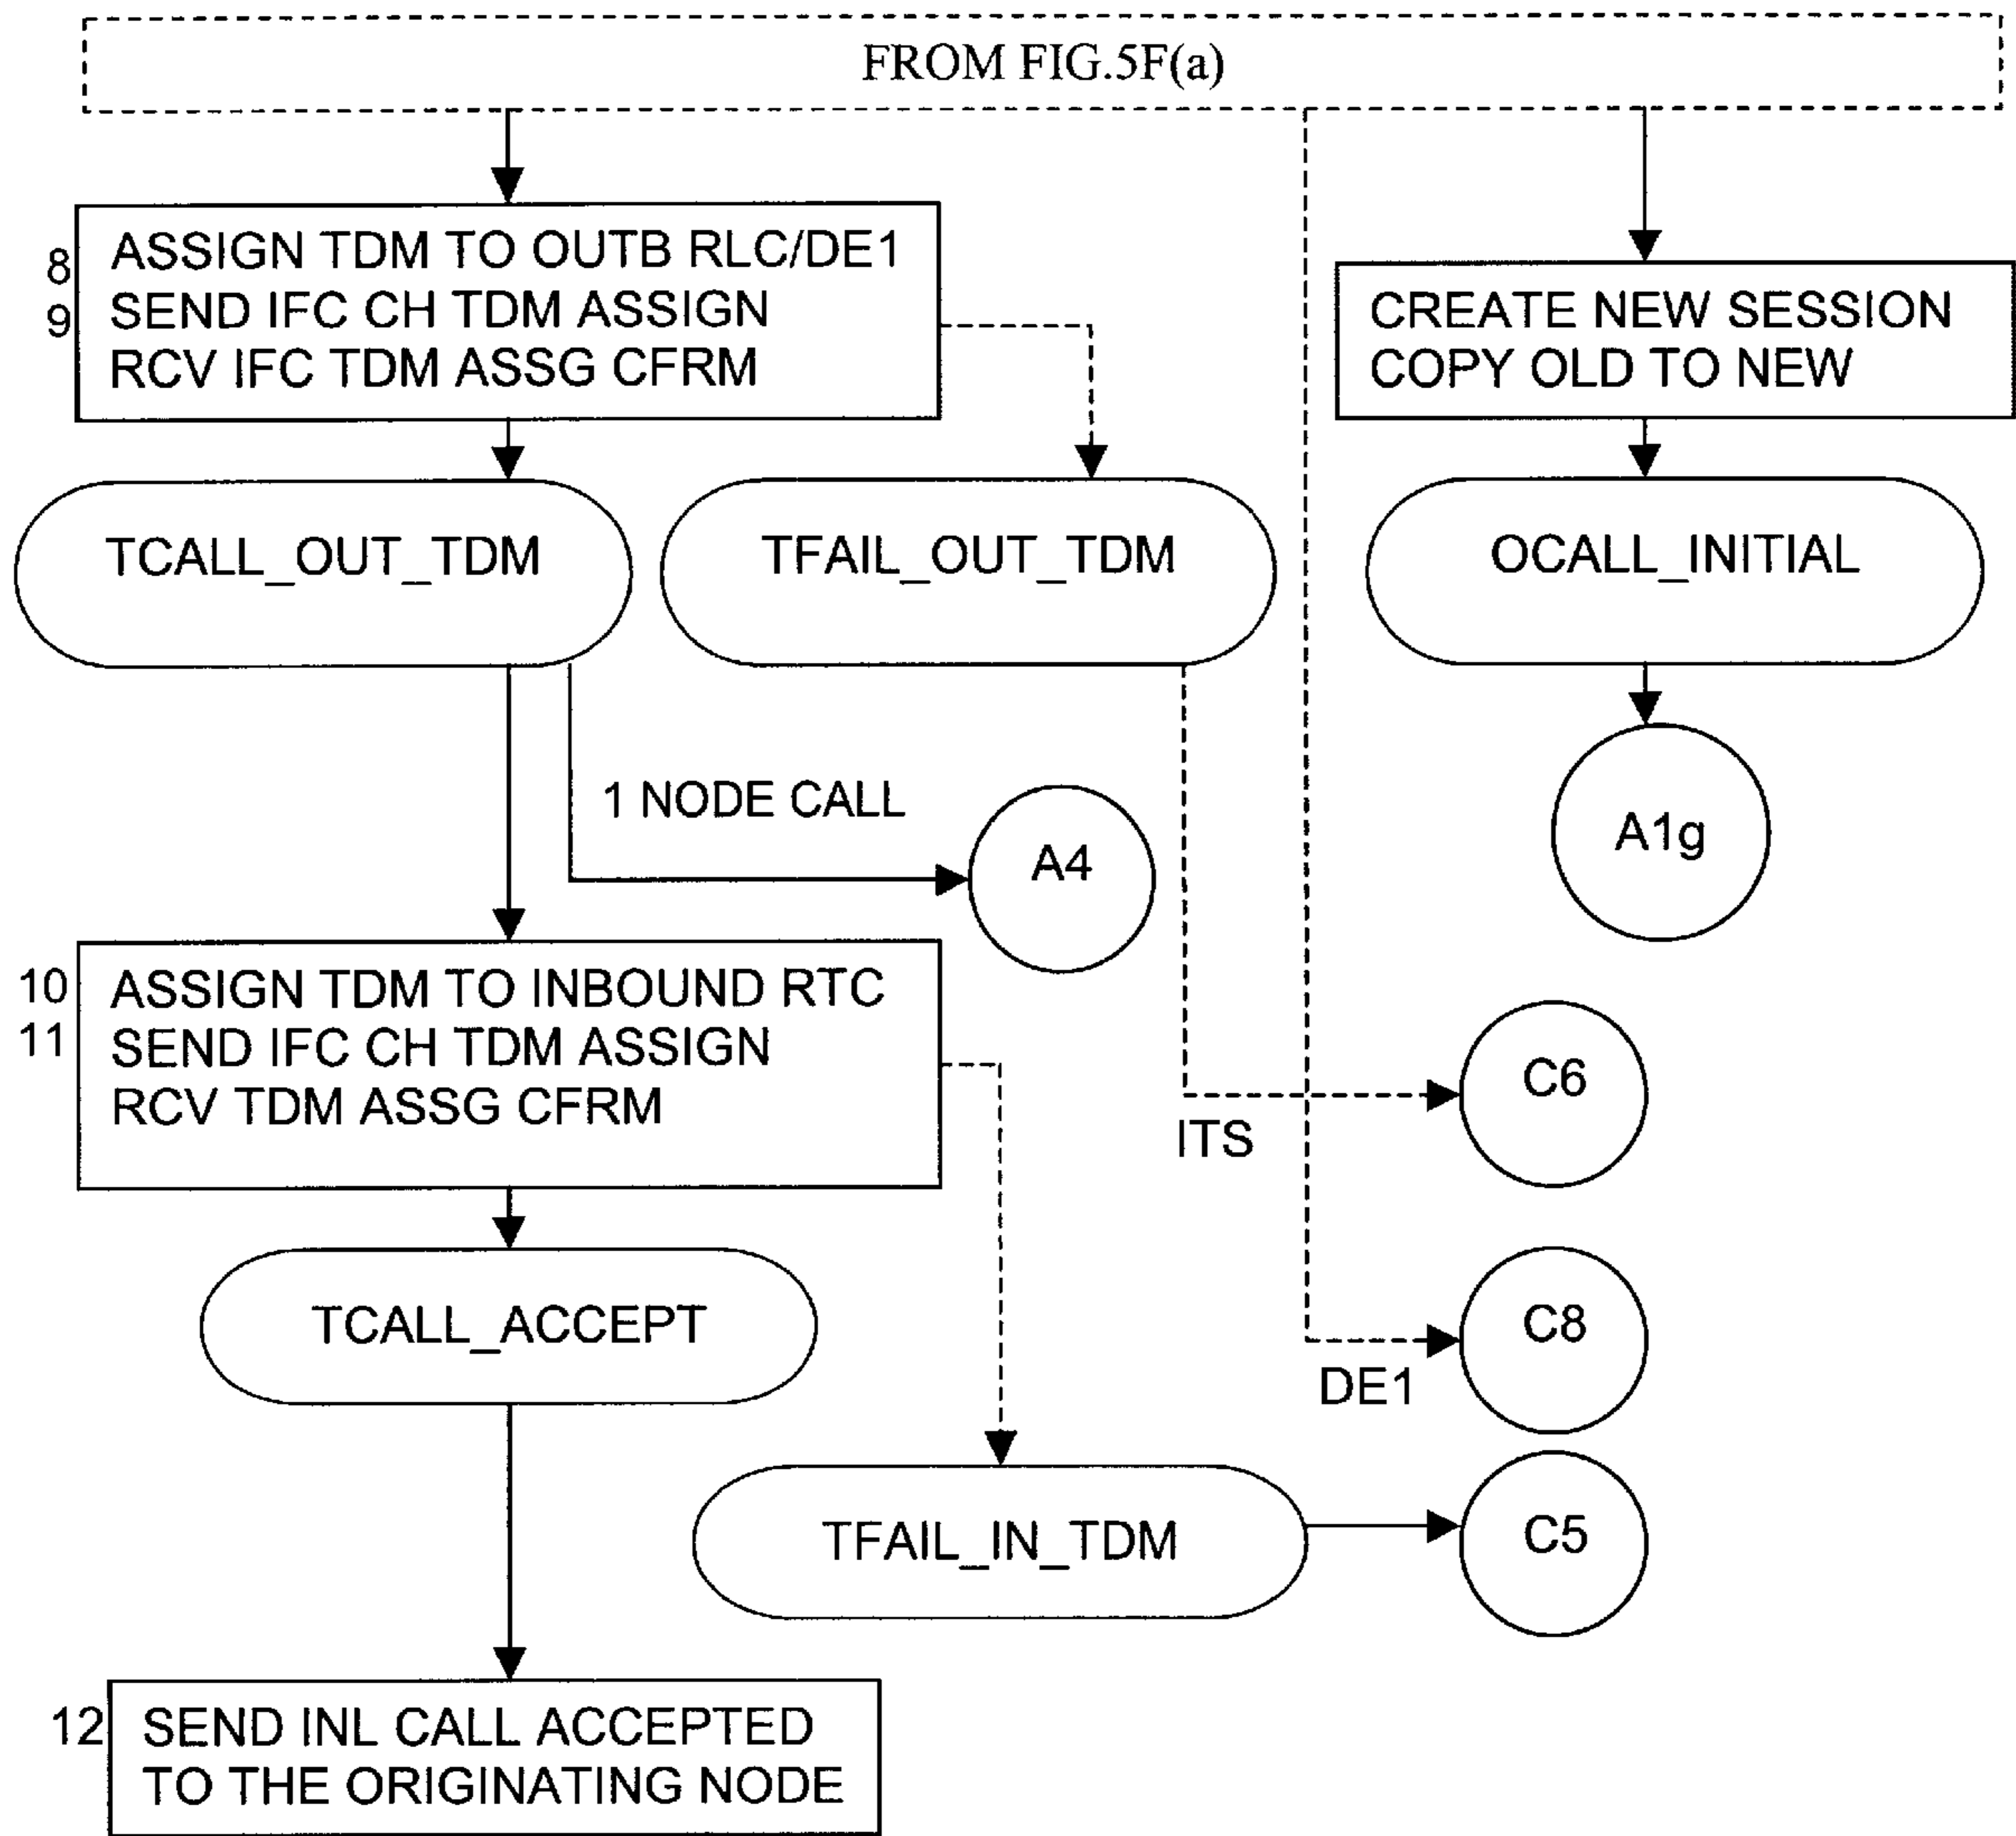 FROM FIG.5F(a)
8
9
ASSIGN TDM TO OUTB RLC/DE1
SEND IFC CH TDM ASSIGN
RCV IFC TDM ASSG CFRM
CREATE NEW SESSION
COPY OLD TO NEW
TCALL_OUT_TDM
TFAIL_OUT_TDM
OCALL_INITIAL
1 NODE CALL
A4
A1g
10
11
ASSIGN TDM TO INBOUND RTC
SEND IFC CH TDM ASSIGN
RCV TDM ASSG CFRM
ITS
C6
TCALL_ACCEPT
DE1
C8
TFAIL_IN_TDM
C5
12
SEND INL CALL ACCEPTED
TO THE ORIGINATING NODE